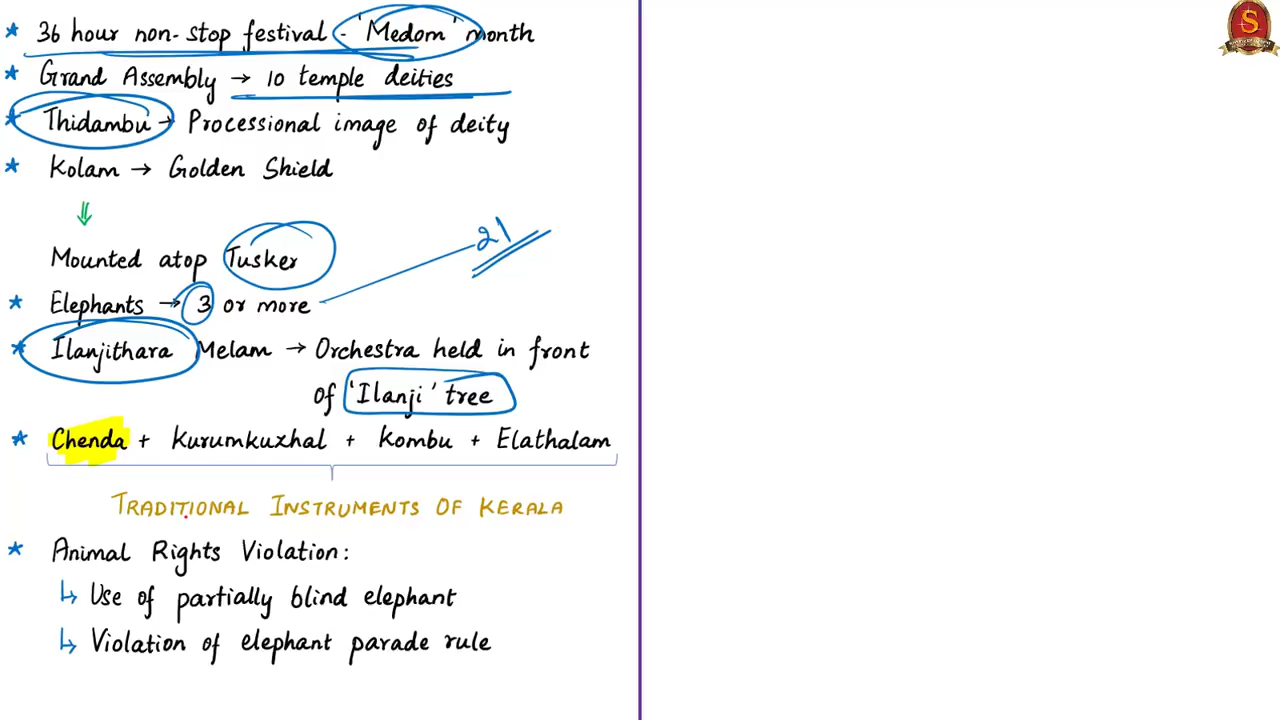 * 36 hour non-stop festival - 'Medom' month
* Grand Assembly → 10 temple deities
* Thidambu → Processional image of deity
* Kolam → Golden Shield
⇓
Mounted atop Tusker
21
* Elephants → 3 or more
* Ilanjithara Melam → Orchestra held in front
of 'Ilanji' tree
* Chenda + Kurumkuzhal + Kombu + Elathalam
TRADITIONAL INSTRUMENTS OF KERALA
* Animal Rights Violation:
↳ Use of partially blind elephant
↳ Violation of elephant parade rule
S